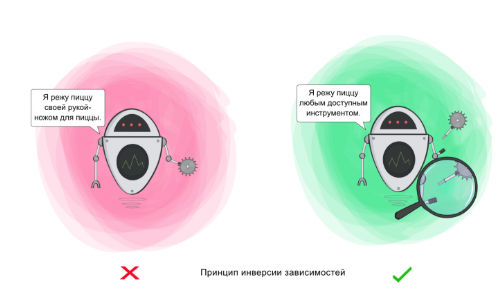 Я режу пиццу
своей рукой-
ножом для пиццы.
Я режу пиццу
любым доступным
инструментом.
Принцип инверсии зависимостей